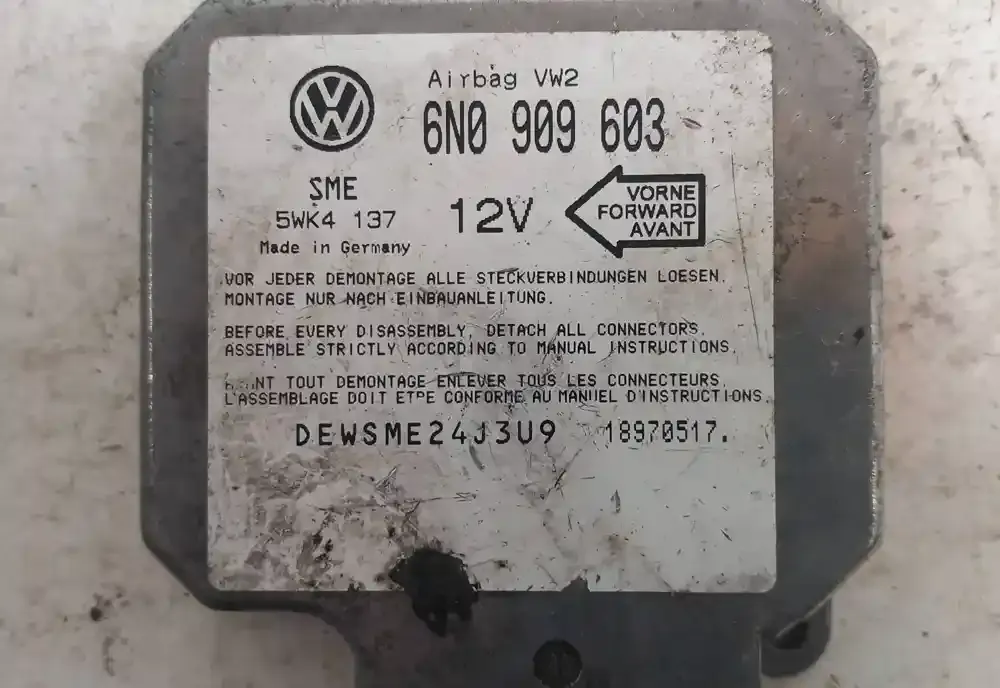 Airbag VW2
6N0 909 603
SME
5WK4 137
Made in Germany
12V
VORNE
FORWARD
AVANT
VOR JEDER DEMONTAGE ALLE STECKVERBINDUNGEN LOESEN.
MONTAGE NUR NACH EINBAUANLEITUNG.
BEFORE EVERY DISASSEMBLY, DETACH ALL CONNECTORS.
ASSEMBLE STRICTLY ACCORDING TO MANUAL INSTRUCTIONS.
TOUT DEMONTAGE ENLEVER TOUS LES CONNECTEURS.
L'ASSEMBLAGE DOIT ETRE CONFORME AU MANUEL D'INSTRUCTIONS.
DEWSME24J3U9 18970517.